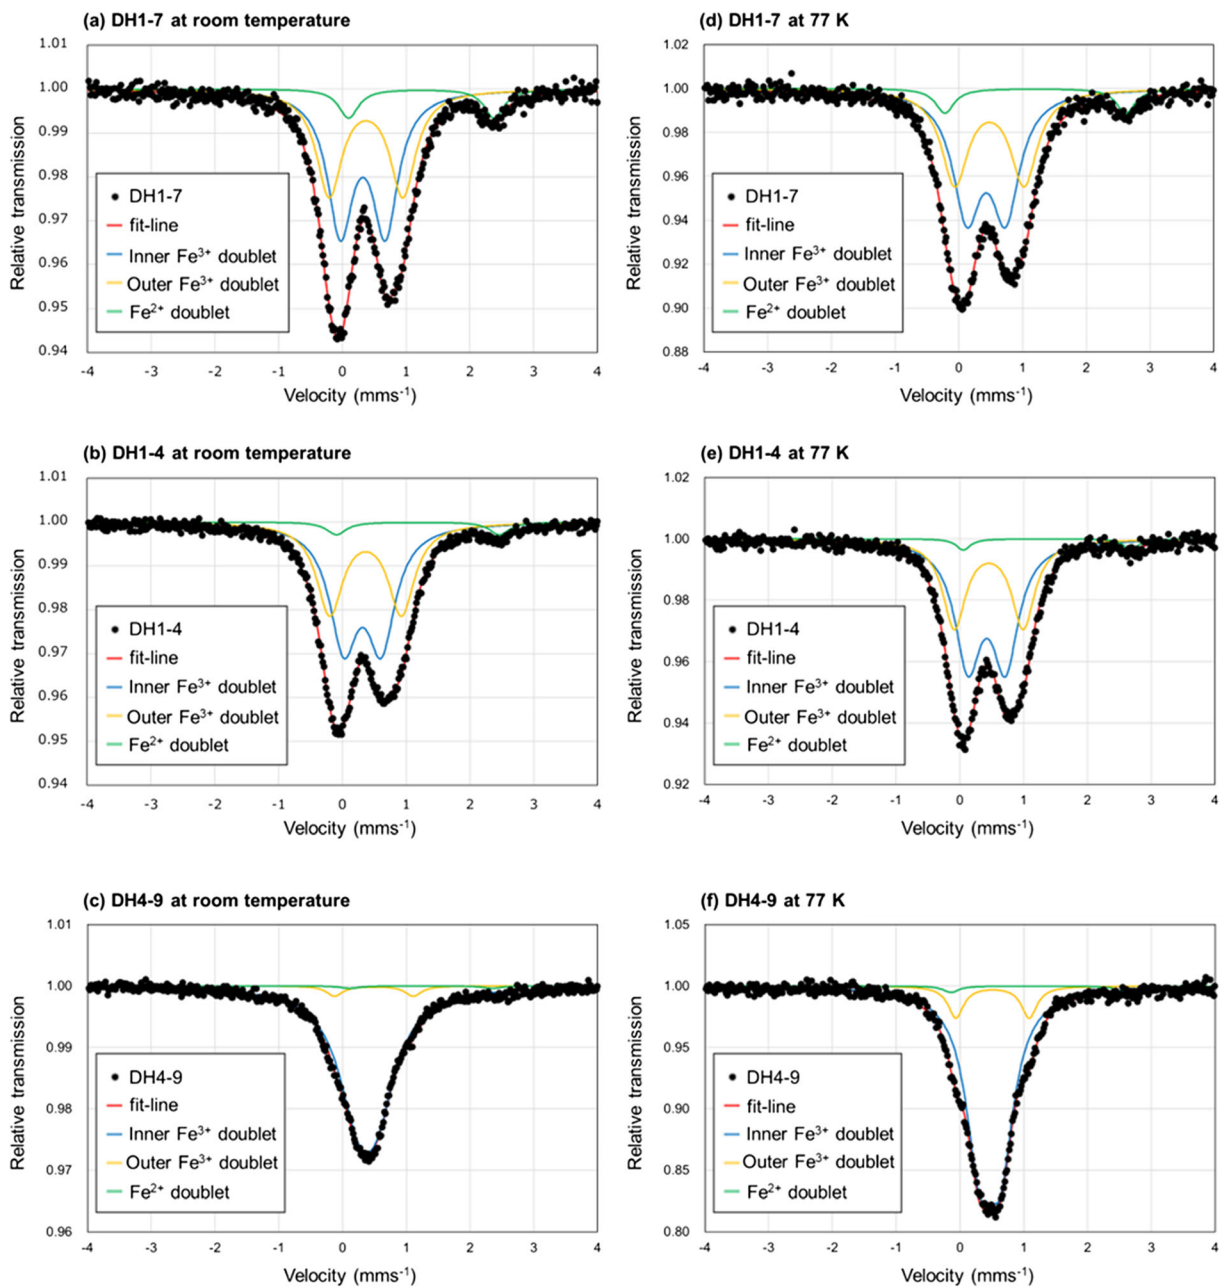 (a) DH1-7 at room temperature
1.01
1.00
0.99
0.98
0.97
0.96
0.95
0.94
Relative transmission
DH1-7
fit-line
Inner Fe³⁺ doublet
Outer Fe³⁺ doublet
Fe²⁺ doublet
-4 -3 -2 -1 0 1 2 3 4
Velocity (mms⁻¹)
(d) DH1-7 at 77 K
1.02
1.00
0.98
0.96
0.94
0.92
0.90
0.88
Relative transmission
DH1-7
fit-line
Inner Fe³⁺ doublet
Outer Fe³⁺ doublet
Fe²⁺ doublet
-4 -3 -2 -1 0 1 2 3 4
Velocity (mms⁻¹)
(b) DH1-4 at room temperature
1.01
1.00
0.99
0.98
0.97
0.96
0.95
0.94
Relative transmission
DH1-4
fit-line
Inner Fe³⁺ doublet
Outer Fe³⁺ doublet
Fe²⁺ doublet
-4 -3 -2 -1 0 1 2 3 4
Velocity (mms⁻¹)
(e) DH1-4 at 77 K
1.02
1.00
0.98
0.96
0.94
0.92
Relative transmission
DH1-4
fit-line
Inner Fe³⁺ doublet
Outer Fe³⁺ doublet
Fe²⁺ doublet
-4 -3 -2 -1 0 1 2 3 4
Velocity (mms⁻¹)
(c) DH4-9 at room temperature
1.01
1.00
0.99
0.98
0.97
0.96
Relative transmission
DH4-9
fit-line
Inner Fe³⁺ doublet
Outer Fe³⁺ doublet
Fe²⁺ doublet
-4 -3 -2 -1 0 1 2 3 4
Velocity (mms⁻¹)
(f) DH4-9 at 77 K
1.05
1.00
0.95
0.90
0.85
0.80
Relative transmission
DH4-9
fit-line
Inner Fe³⁺ doublet
Outer Fe³⁺ doublet
Fe²⁺ doublet
-4 -3 -2 -1 0 1 2 3 4
Velocity (mms⁻¹)